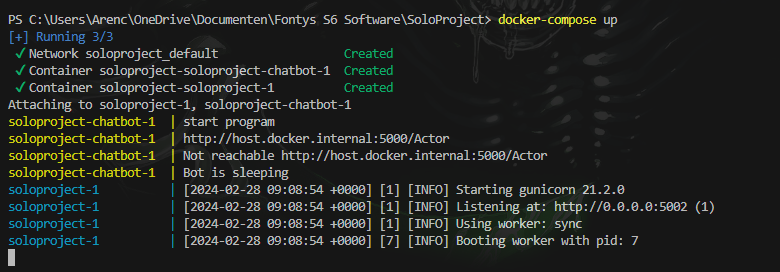 PS C:\Users\Arenc\OneDrive\Documenten\Fontys S6 Software\SoloProject> docker-compose up
[+] Running 3/3
✓ Network soloproject_default Created
✓ Container soloproject-soloproject-chatbot-1 Created
✓ Container soloproject-soloproject-1 Created
Attaching to soloproject-1, soloproject-chatbot-1
soloproject-chatbot-1 | start program
soloproject-chatbot-1 | http://host.docker.internal:5000/Actor
soloproject-chatbot-1 | Not reachable http://host.docker.internal:5000/Actor
soloproject-chatbot-1 | Bot is sleeping
soloproject-1 | [2024-02-28 09:08:54 +0000] [1] [INFO] Starting gunicorn 21.2.0
soloproject-1 | [2024-02-28 09:08:54 +0000] [1] [INFO] Listening at: http://0.0.0.0:5002 (1)
soloproject-1 | [2024-02-28 09:08:54 +0000] [1] [INFO] Using worker: sync
soloproject-1 | [2024-02-28 09:08:54 +0000] [7] [INFO] Booting worker with pid: 7